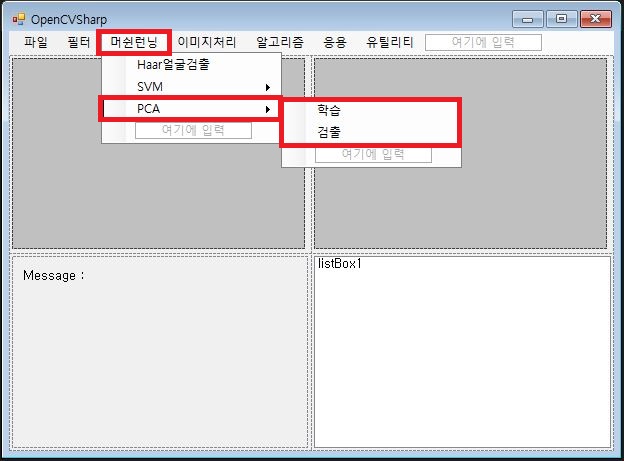 OpenCVSharp
파일 필터 머쉰런닝 이미지처리 알고리즘 응용 유틸리티 여기에 입력
Haar얼굴검출
SVM
PCA
여기에 입력
학습
검출
여기에 입력
Message :
listBox1